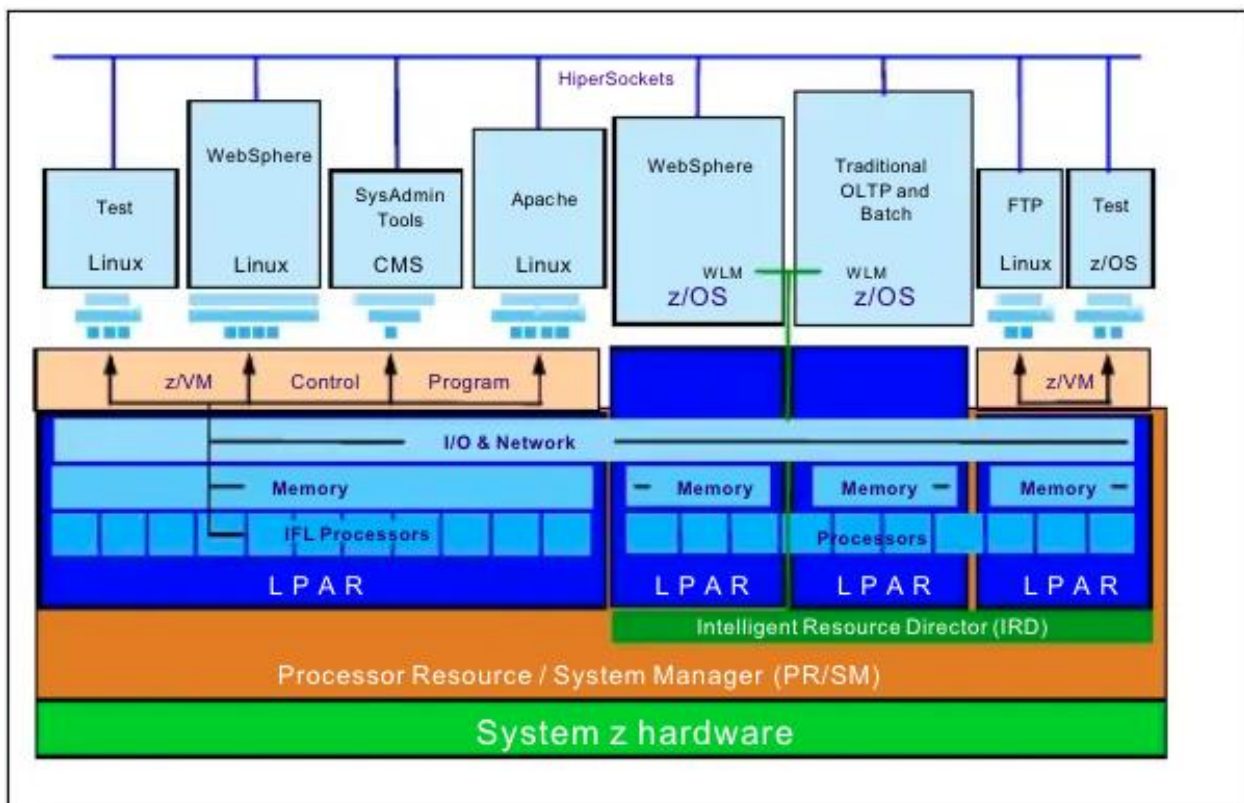 HiperSockets
Test
Linux
WebSphere
Linux
SysAdmin
Tools
CMS
Apache
Linux
WebSphere
WLM
z/OS
Traditional
OLTP and
Batch
WLM
z/OS
FTP
Linux
Test
z/OS
z/VM Control Program
z/VM
I/O & Network
Memory
Memory
Memory
Memory
IFL Processors
Processors
LPAR
LPAR
LPAR
LPAR
Intelligent Resource Director (IRD)
Processor Resource / System Manager (PR/SM)
System z hardware